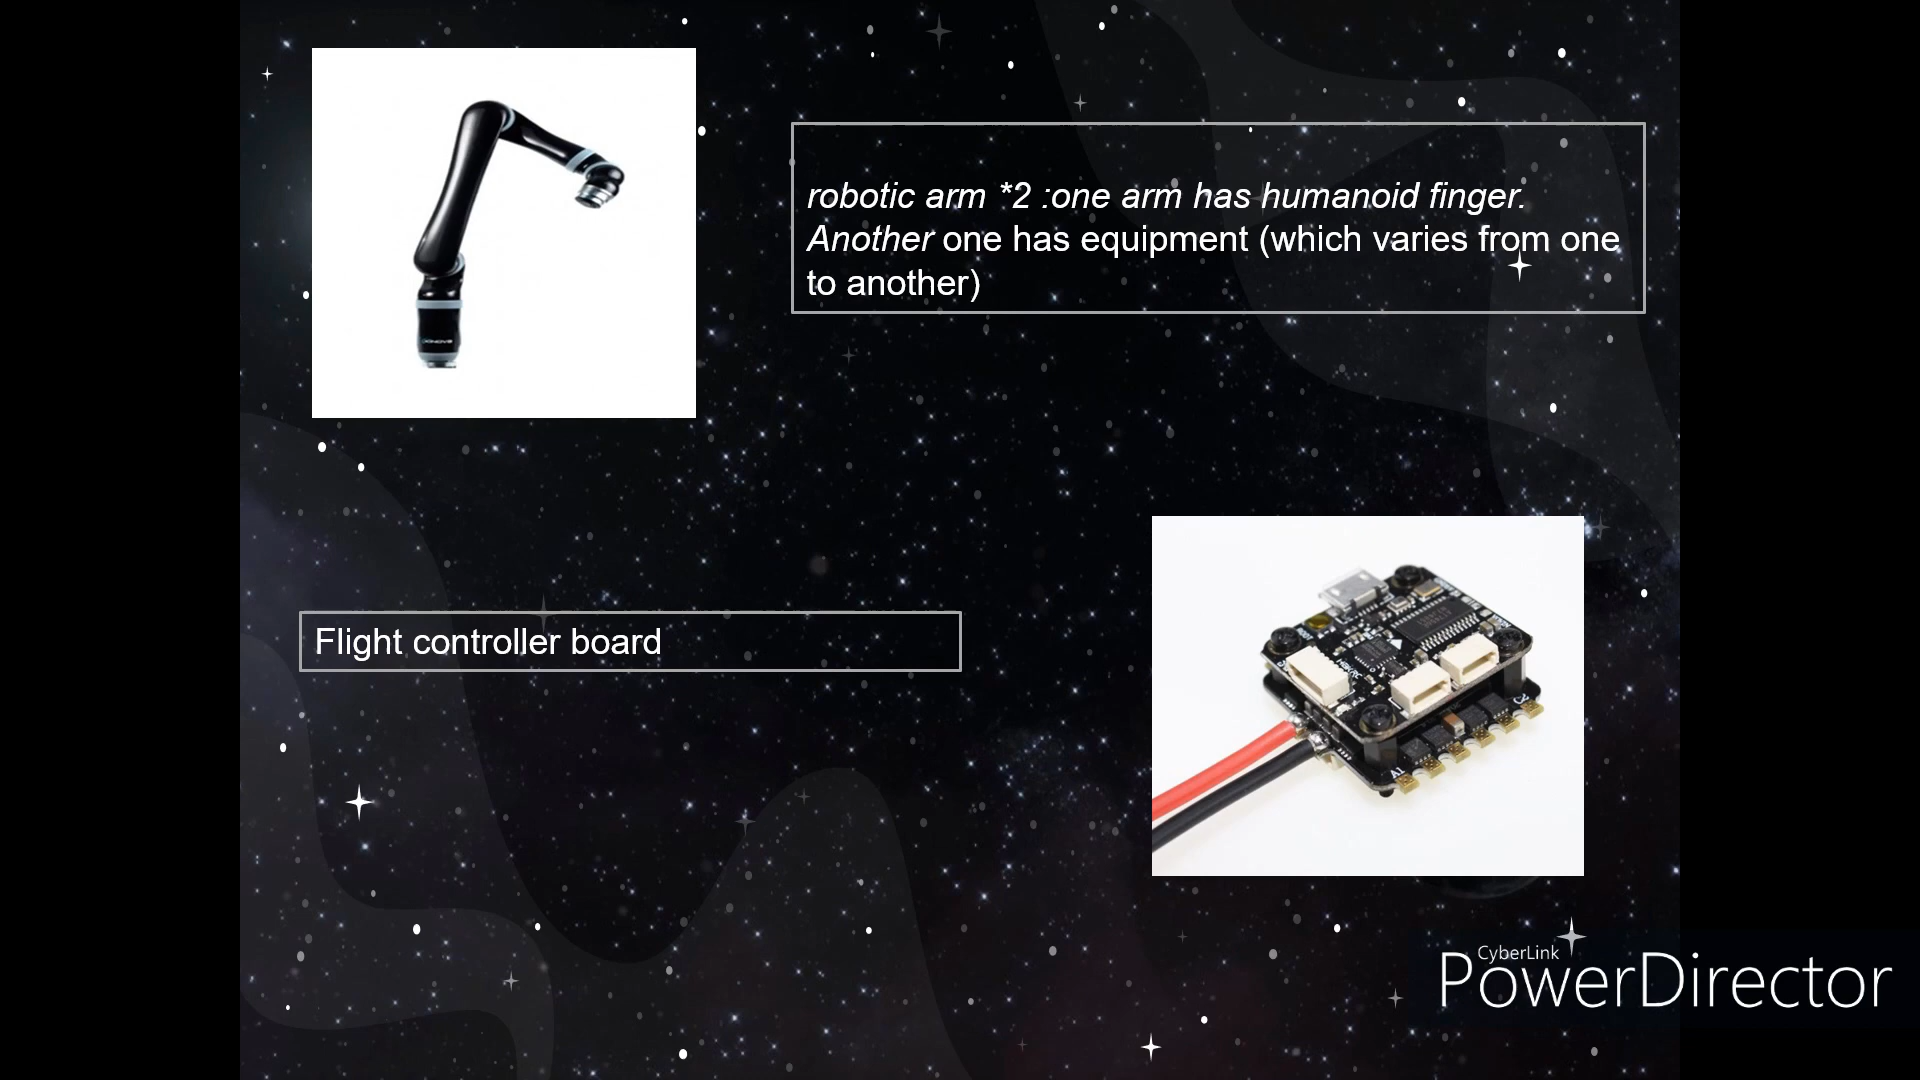 robotic arm *2 :one arm has humanoid finger.
Another one has equipment (which varies from one
to another)
Flight controller board
A1
CyberLink
PowerDirector